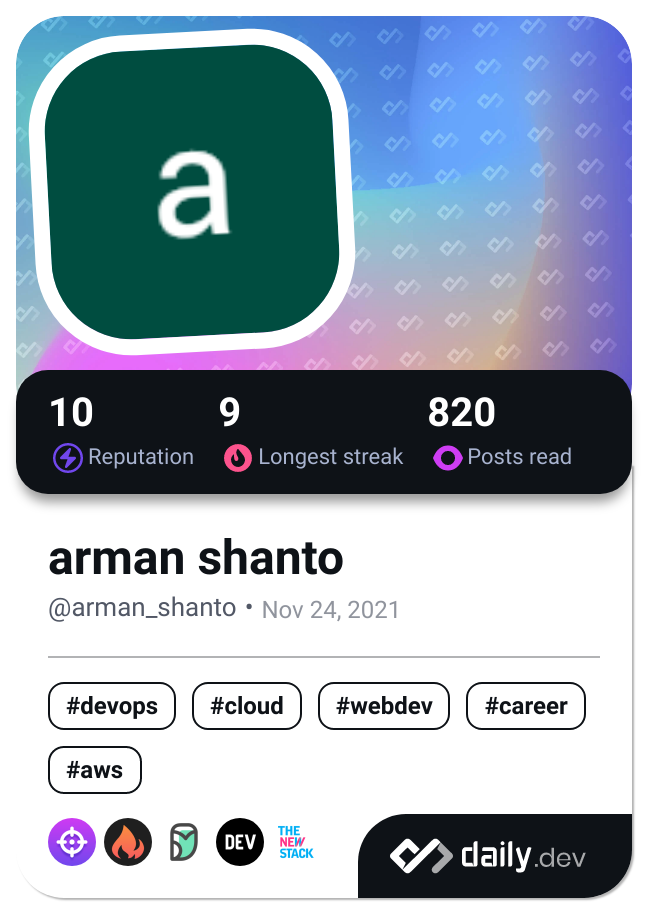 a
10 9 820
Reputation Longest streak Posts read
arman shanto
@arman_shanto • Nov 24, 2021
#devops #cloud #webdev #career
#aws
DEV
THE
NEW
STACK
daily.dev